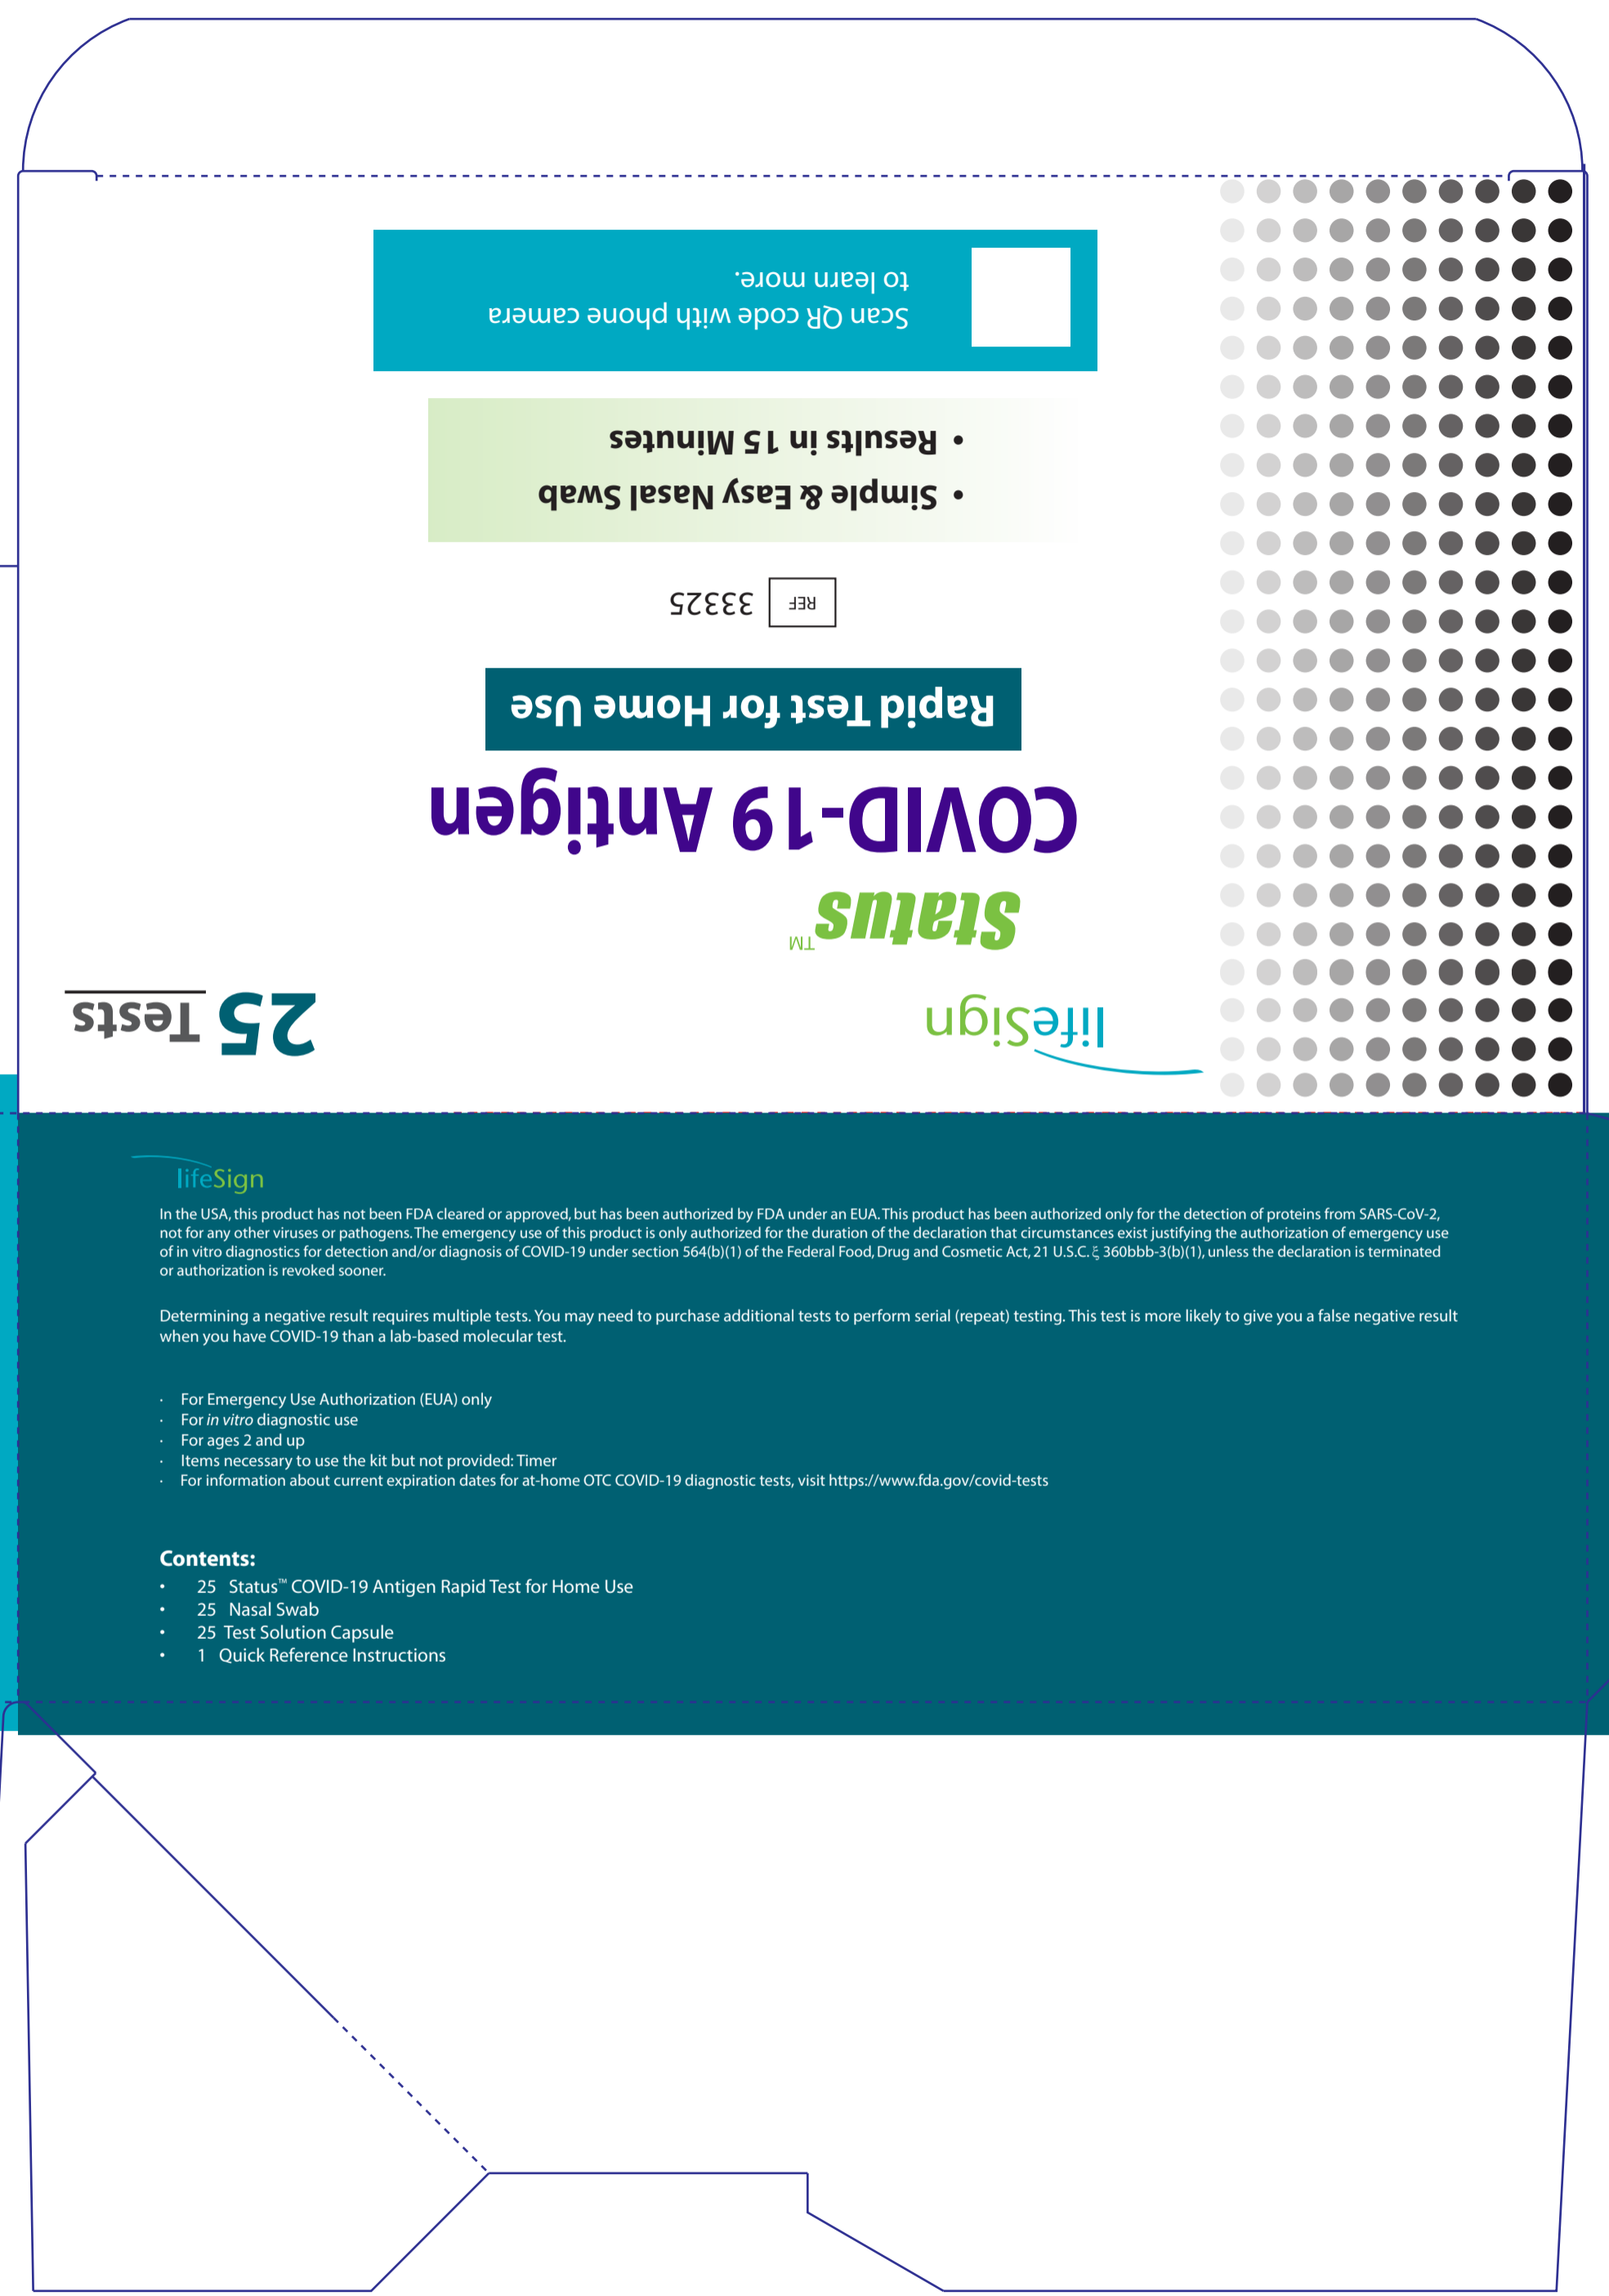 lifeSign
25 Tests
Status™
COVID-19 Antigen
Rapid Test for Home Use
REF 33325
• Simple & Easy Nasal Swab
• Results in 15 Minutes
Scan QR code with phone camera
to learn more.
lifeSign
In the USA, this product has not been FDA cleared or approved, but has been authorized by FDA under an EUA. This product has been authorized only for the detection of proteins from SARS-CoV-2,
not for any other viruses or pathogens. The emergency use of this product is only authorized for the duration of the declaration that circumstances exist justifying the authorization of emergency use
of in vitro diagnostics for detection and/or diagnosis of COVID-19 under section 564(b)(1) of the Federal Food, Drug and Cosmetic Act, 21 U.S.C. ξ 360bbb-3(b)(1), unless the declaration is terminated
or authorization is revoked sooner.
Determining a negative result requires multiple tests. You may need to purchase additional tests to perform serial (repeat) testing. This test is more likely to give you a false negative result
when you have COVID-19 than a lab-based molecular test.
· For Emergency Use Authorization (EUA) only
· For in vitro diagnostic use
· For ages 2 and up
· Items necessary to use the kit but not provided: Timer
· For information about current expiration dates for at-home OTC COVID-19 diagnostic tests, visit https://www.fda.gov/covid-tests
Contents:
• 25 Status™ COVID-19 Antigen Rapid Test for Home Use
• 25 Nasal Swab
• 25 Test Solution Capsule
• 1 Quick Reference Instructions